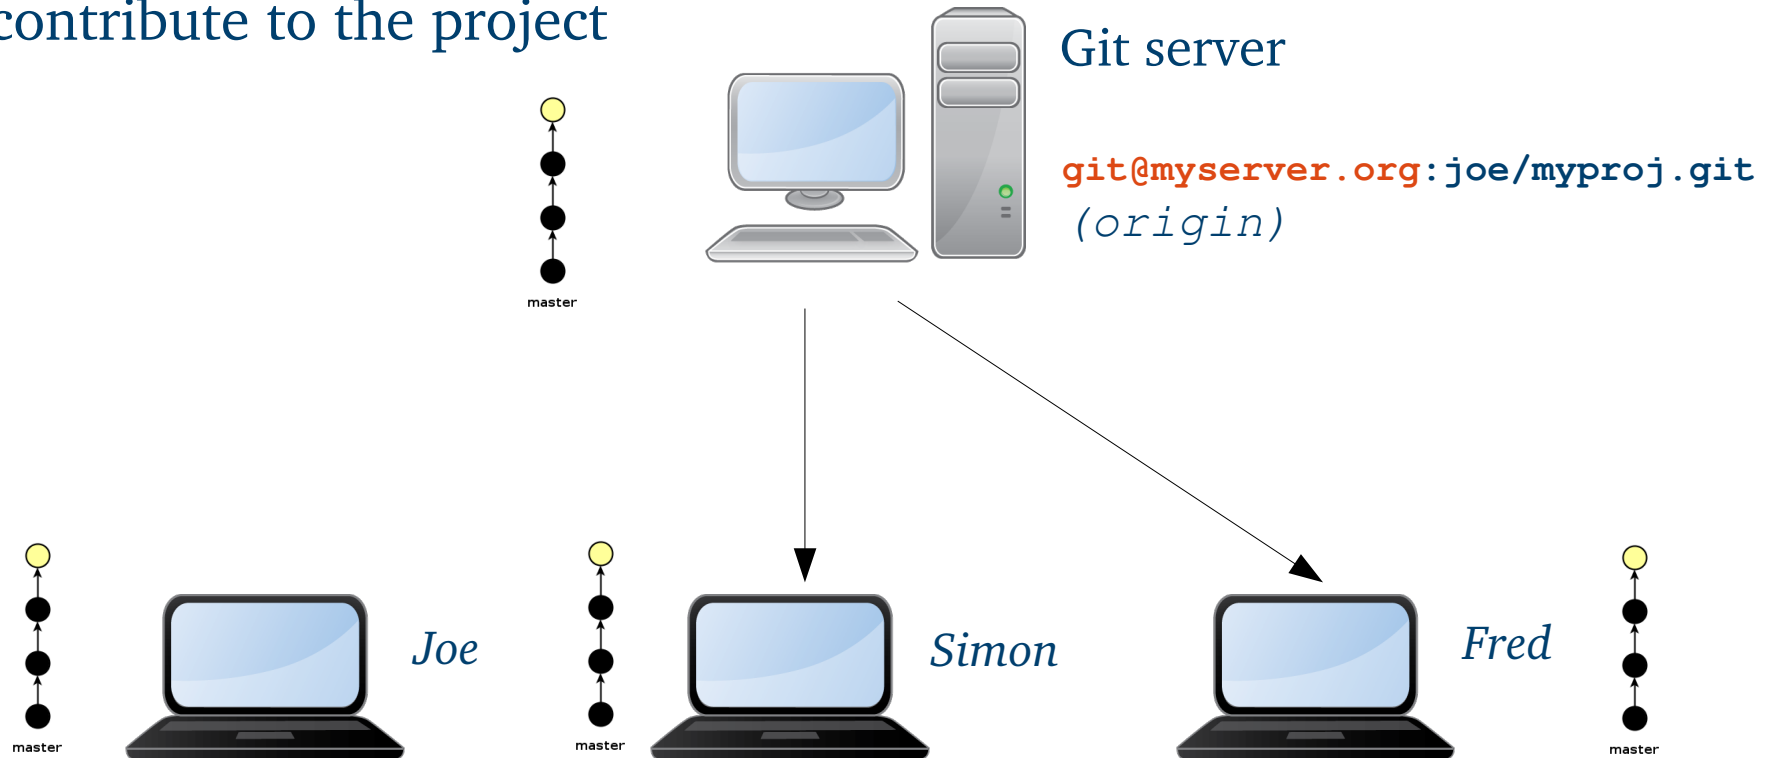 contribute to the project
Git server
git@myserver.org:joe/myproj.git
(origin)
master
Joe
Simon
Fred
master
master
master